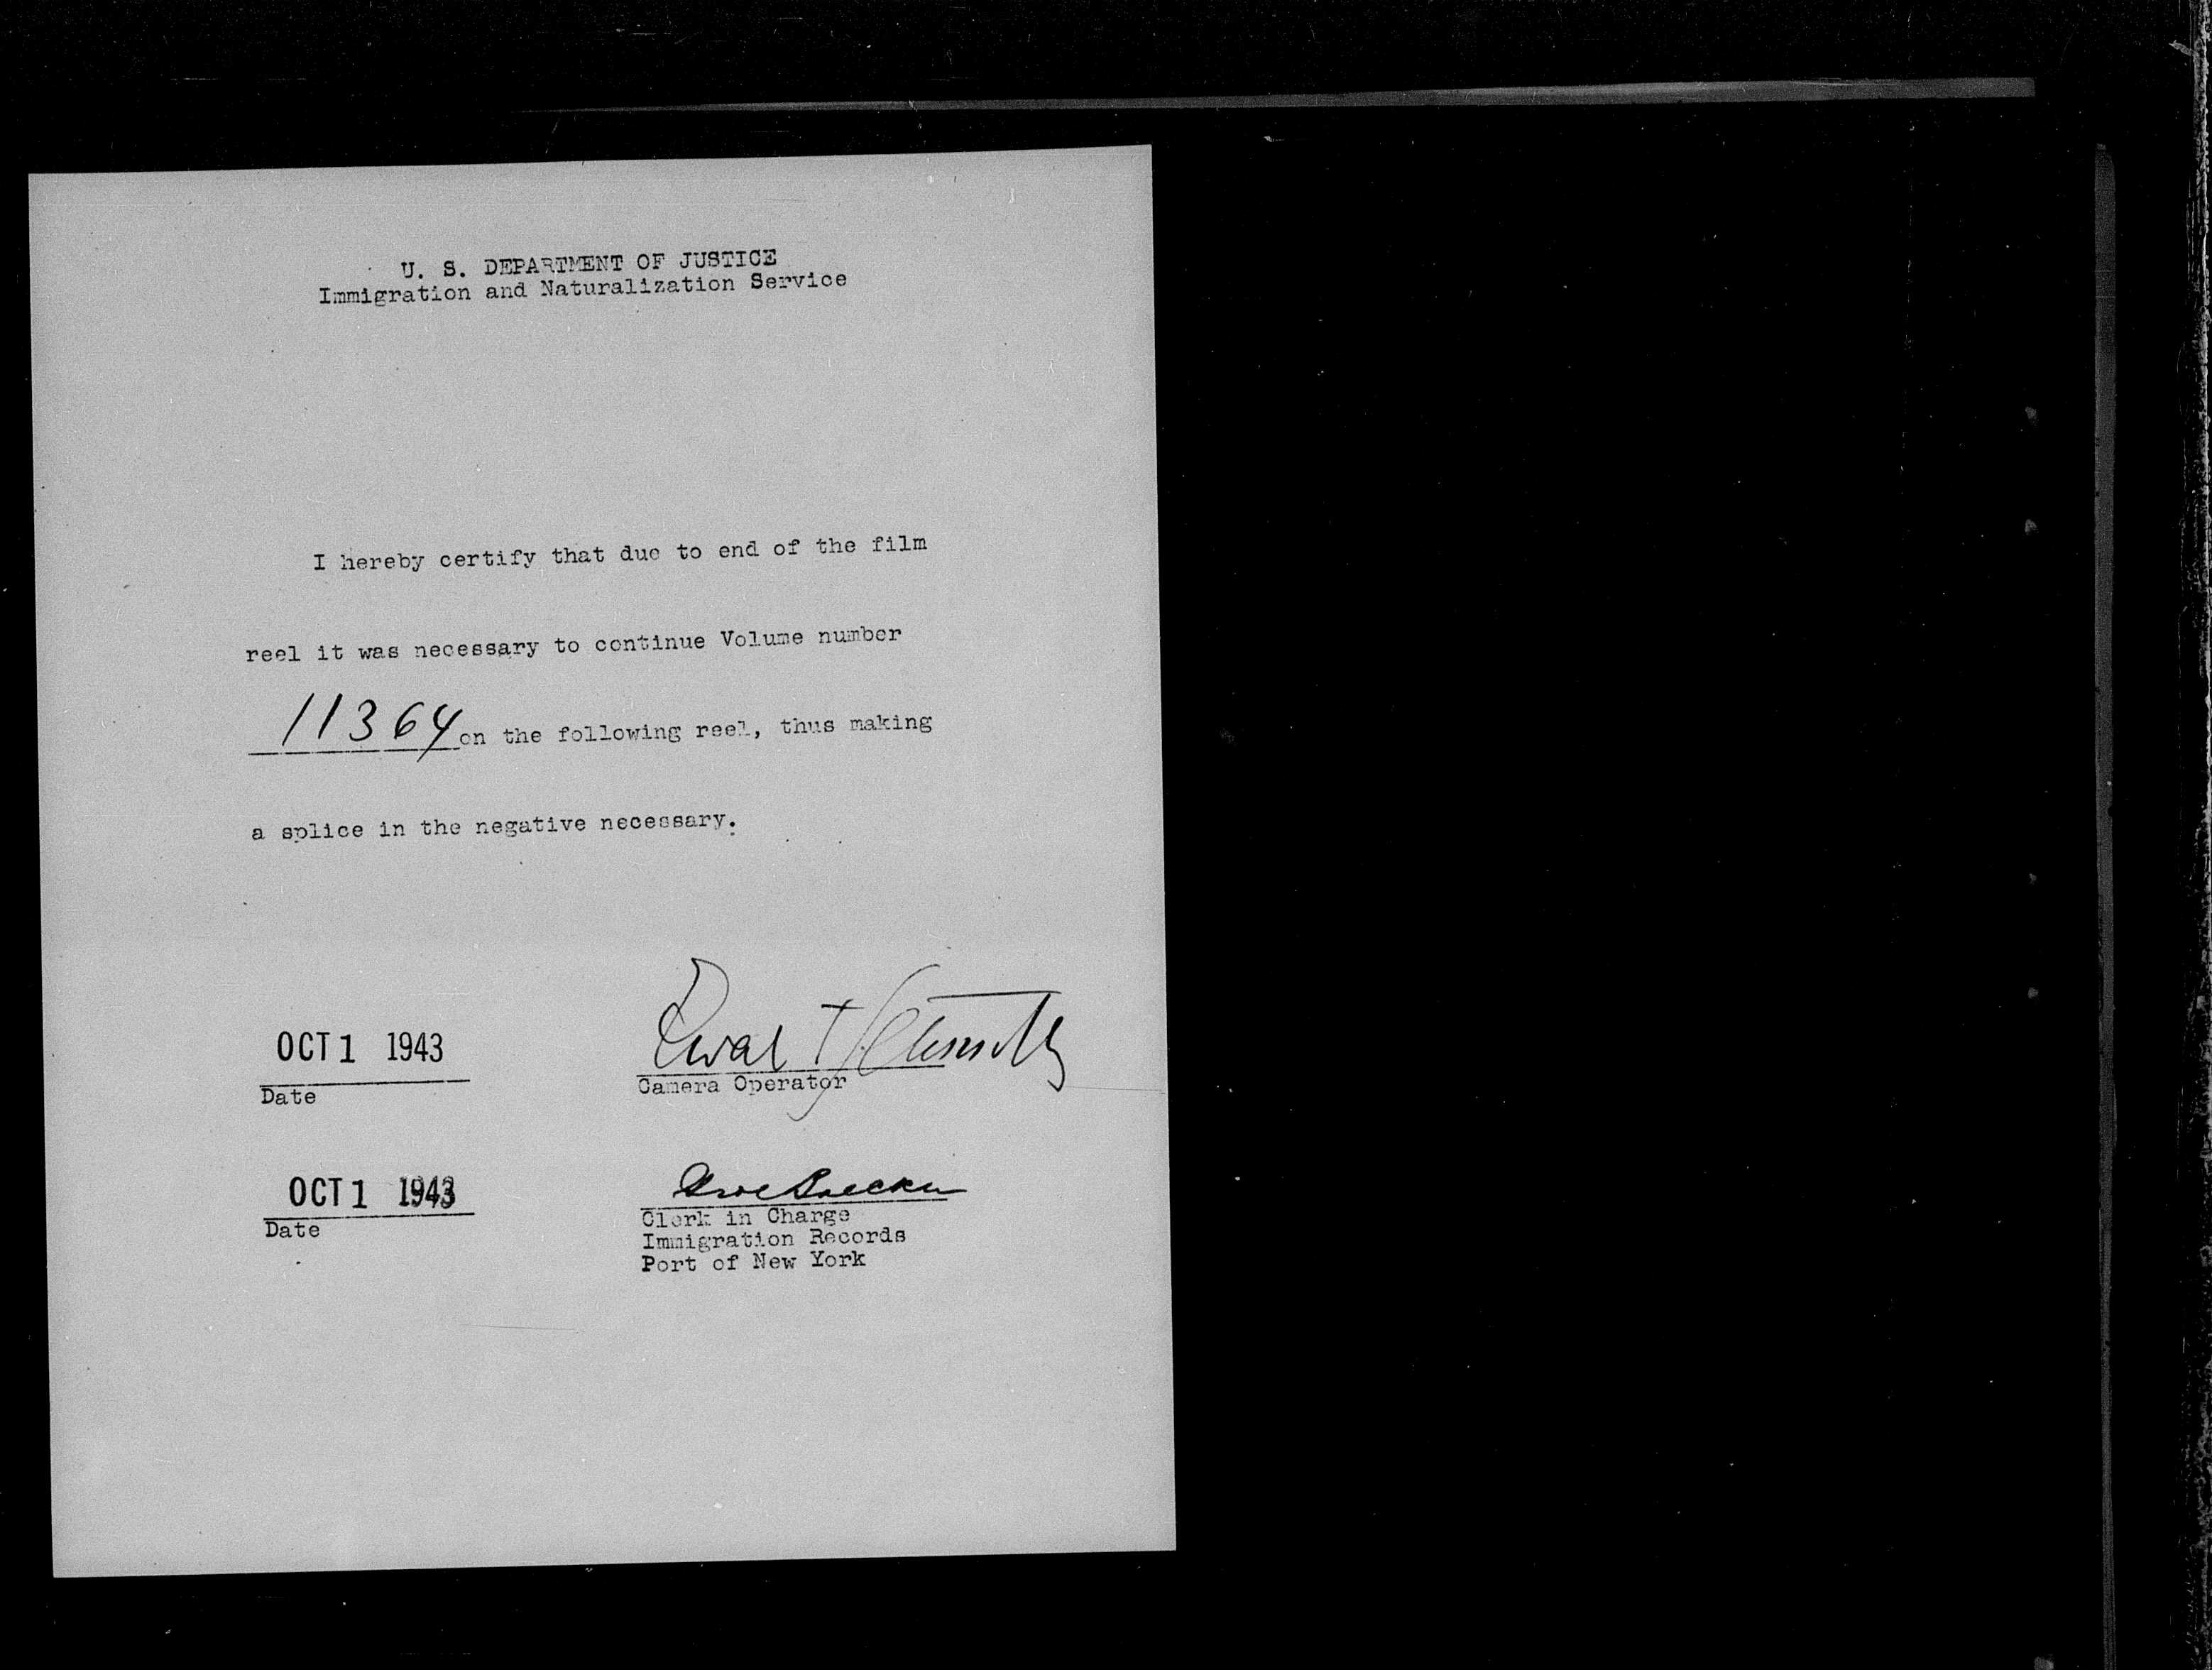 U. S. DEPARTMENT OF JUSTICE
Immigration and Naturalization Service
I hereby certify that due to end of the film
reel it was necessary to continue Volume number
11364 on the following reel, thus making
a splice in the negative necessary.
OCT 1 1943
Date
Camera Operator
OCT 1 1943
Date
Clerk in Charge
Immigration Records
Port of New York